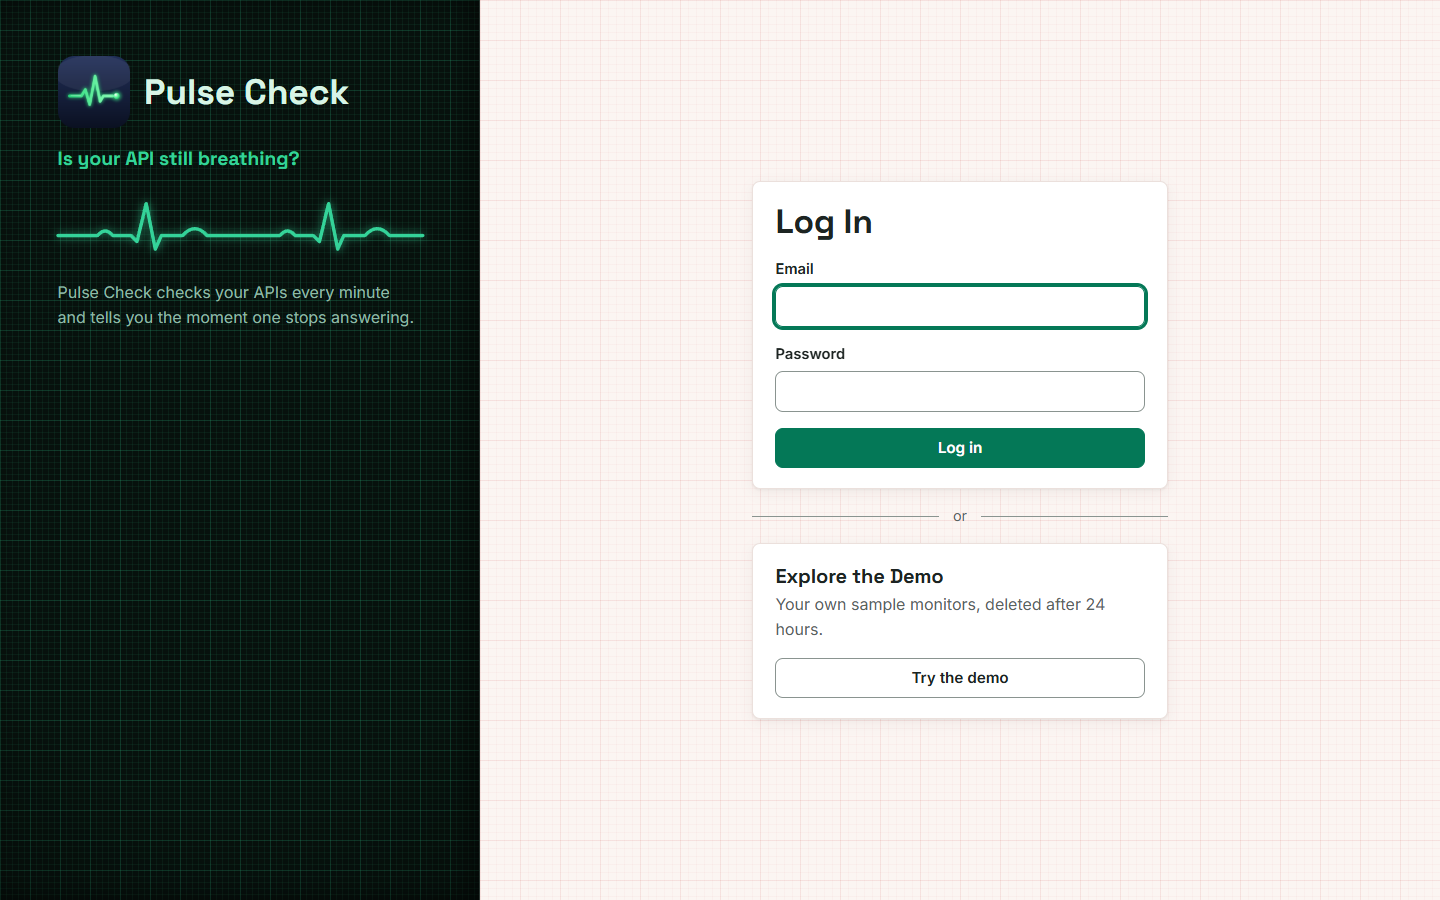 Pulse Check
Is your API still breathing?
Pulse Check checks your APIs every minute
and tells you the moment one stops answering.
Log In
Email
Password
Log in
or
Explore the Demo
Your own sample monitors, deleted after 24
hours.
Try the demo